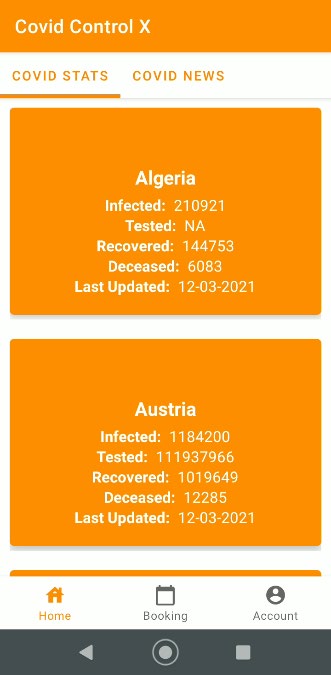 Covid Control X
COVID STATS COVID NEWS
Algeria
Infected: 210921
Tested: NA
Recovered: 144753
Deceased: 6083
Last Updated: 12-03-2021
Austria
Infected: 1184200
Tested: 111937966
Recovered: 1019649
Deceased: 12285
Last Updated: 12-03-2021
Home Booking Account